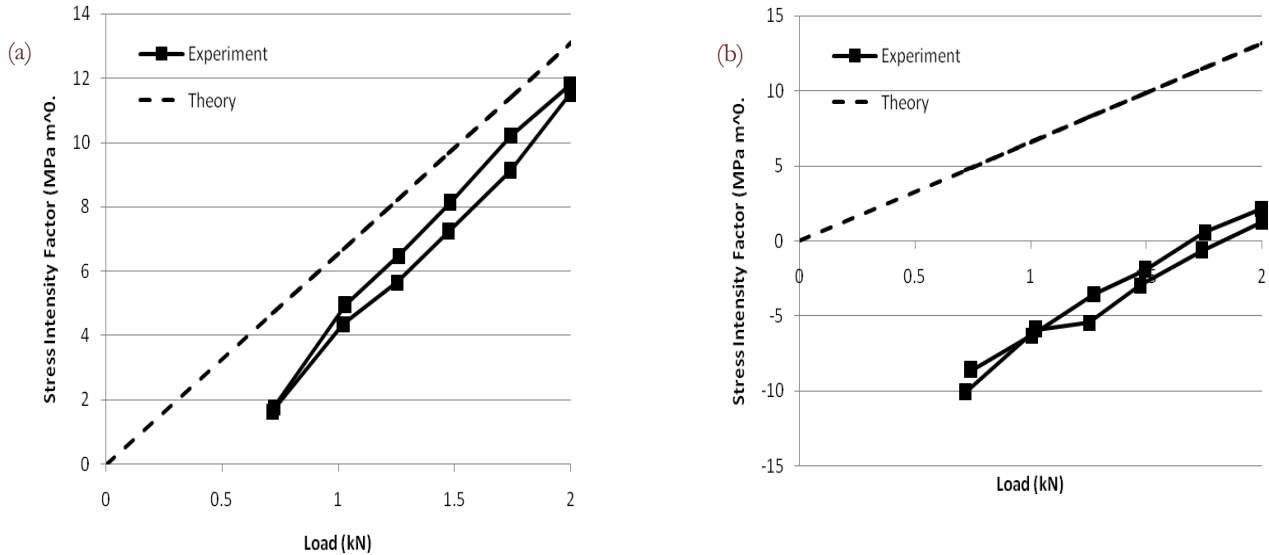 (a)
Stress Intensity Factor (MPa m^0.
14
12
10
8
6
4
2
0
Experiment
Theory
0 0.5 1 1.5 2
Load (kN)
(b)
Stress Intensity Factor (MPa m^0.
15
10
5
0
-5
-10
-15
Experiment
Theory
0 0.5 1 .5 2
Load (kN)